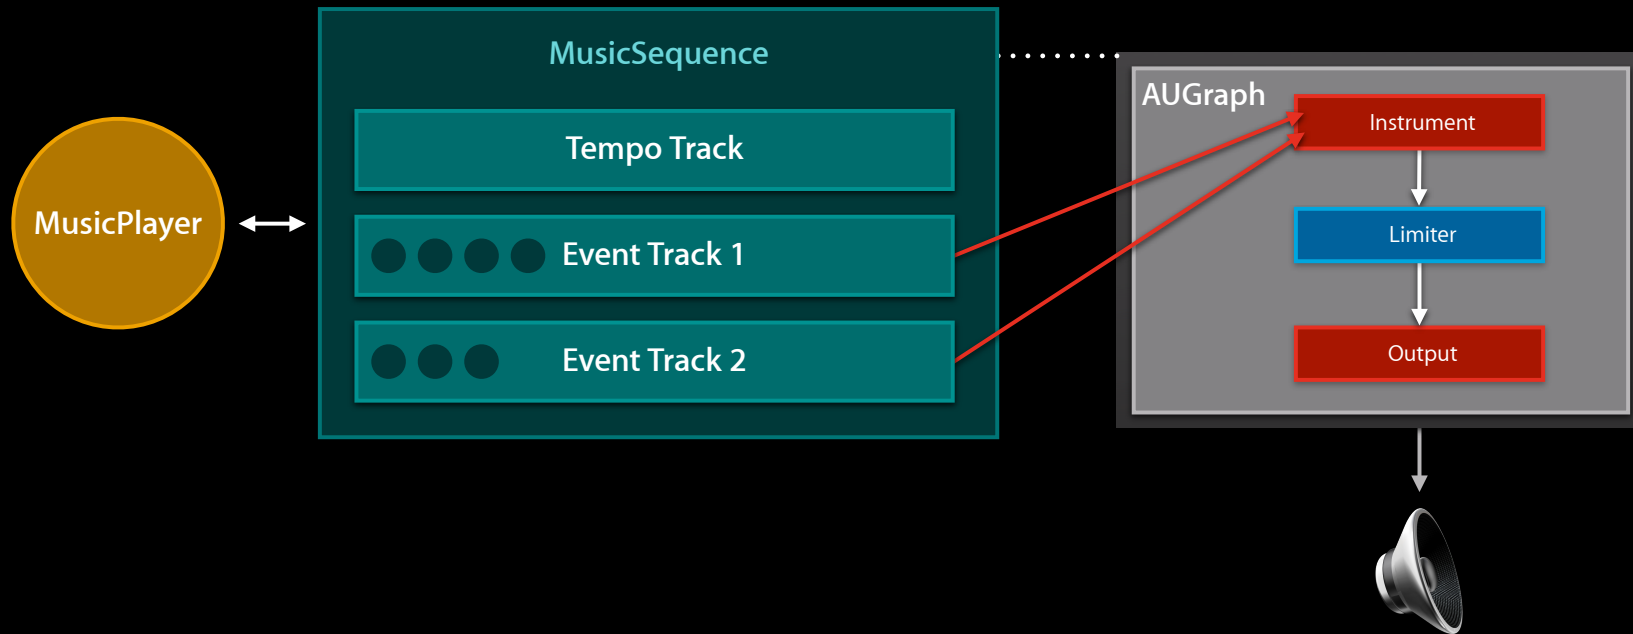 MusicPlayer
MusicSequence
Tempo Track
Event Track 1
Event Track 2
AUGraph
Instrument
Limiter
Output